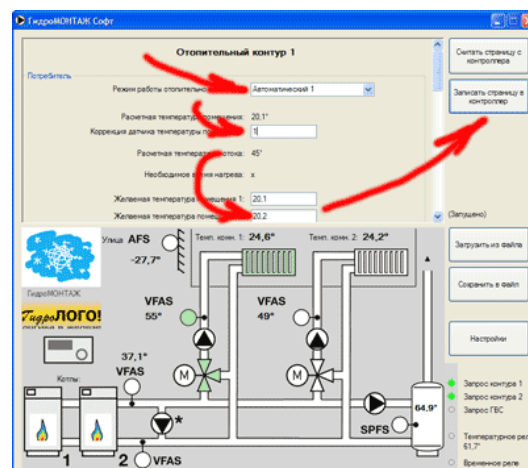 ГидроМОНТАЖ Софт
Отопительный контур 1
Потребитель
Режим работы отопительно
Автоматический 1
Расчетная температура помещения: 20,1°
Коррекция датчика температуры по
1
Расчетная температура потока: 45°
Необходимое время нагрева: x
Желаемая температура помещения 1: 20.1
Желаемая температура помещ 20.2
Считать страницу с
контроллера
Записать страницу в
контроллер
(Запущено)
Загрузить из файла
Сохранить в файл
Настройки
Запрос контура 1
Запрос контура 2
Запрос ГВС
Температурное рел
61,7°
Временное реле
Улица AFS
-27,7°
Темп. комн. 1: 24,6°
Темп. комн. 2: 24,2°
ГидроМОНТАЖ
ГидроЛОГО!
VFAS
55°
VFAS
49°
37,1°
VFAS
Котлы:
M
M
*
64,9°
SPFS
1
2
VFAS